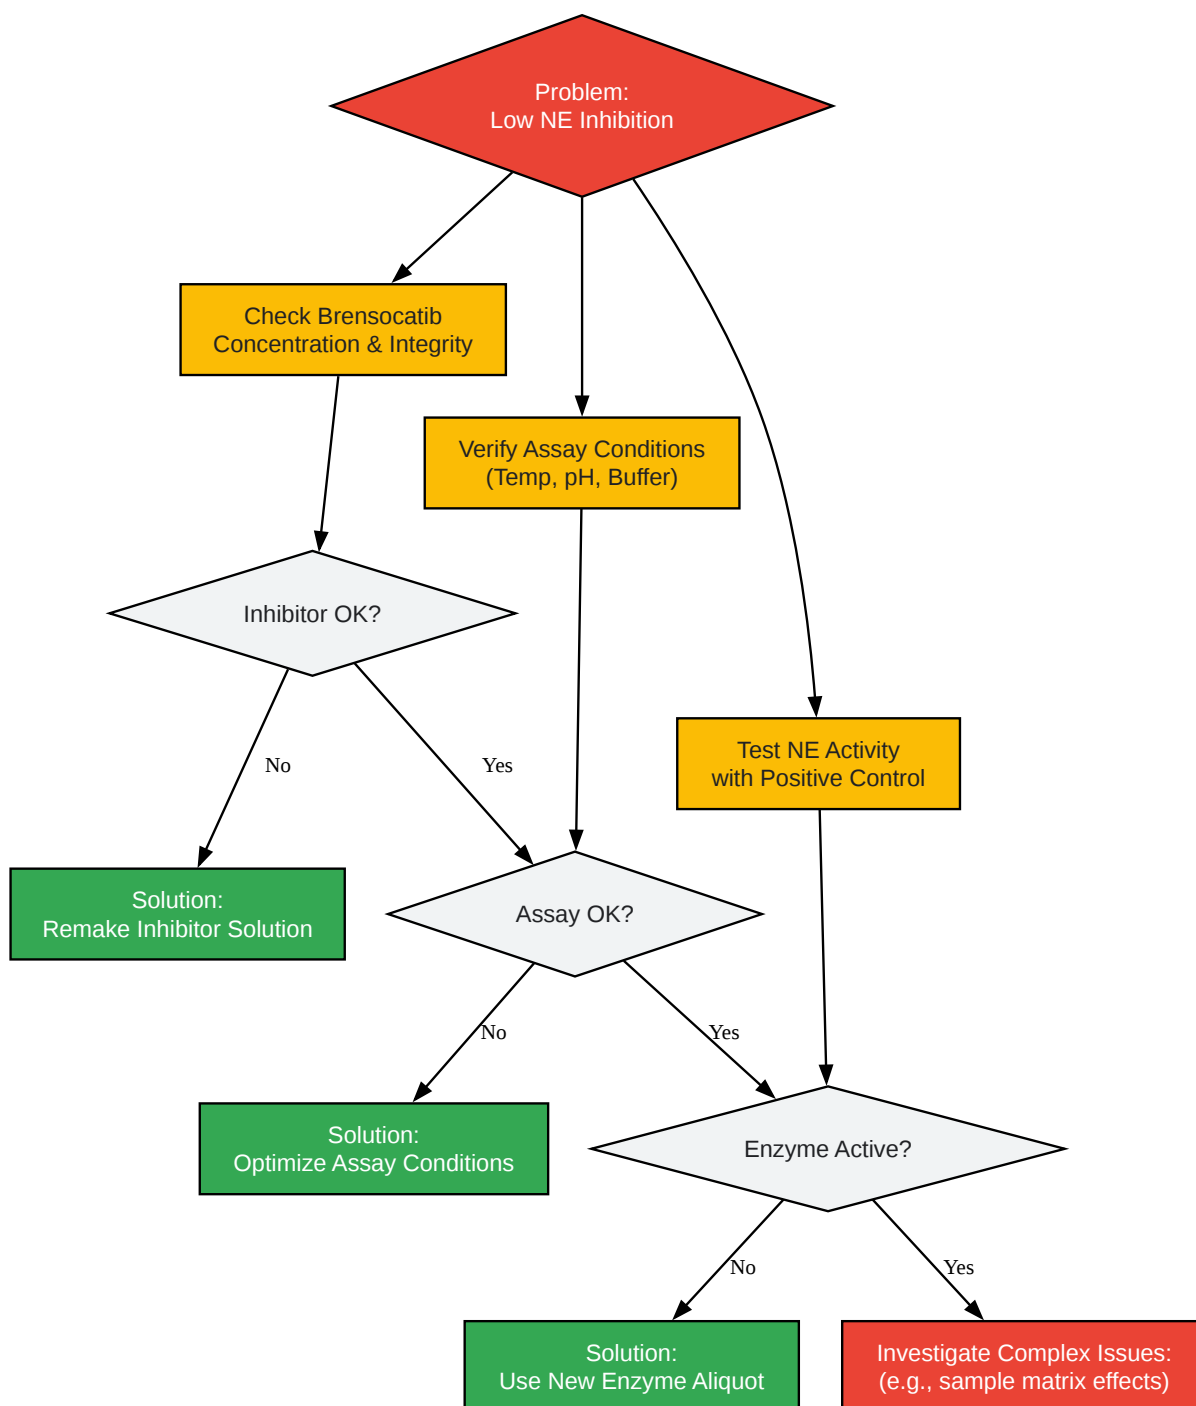 Problem:
Low NE Inhibition
Check Brensocatib
Concentration & Integrity
Verify Assay Conditions
(Temp, pH, Buffer)
Inhibitor OK?
Test NE Activity
with Positive Control
No
Yes
Solution:
Remake Inhibitor Solution
Assay OK?
No
Yes
Solution:
Optimize Assay Conditions
Enzyme Active?
No
Yes
Solution:
Use New Enzyme Aliquot
Investigate Complex Issues:
(e.g., sample matrix effects)